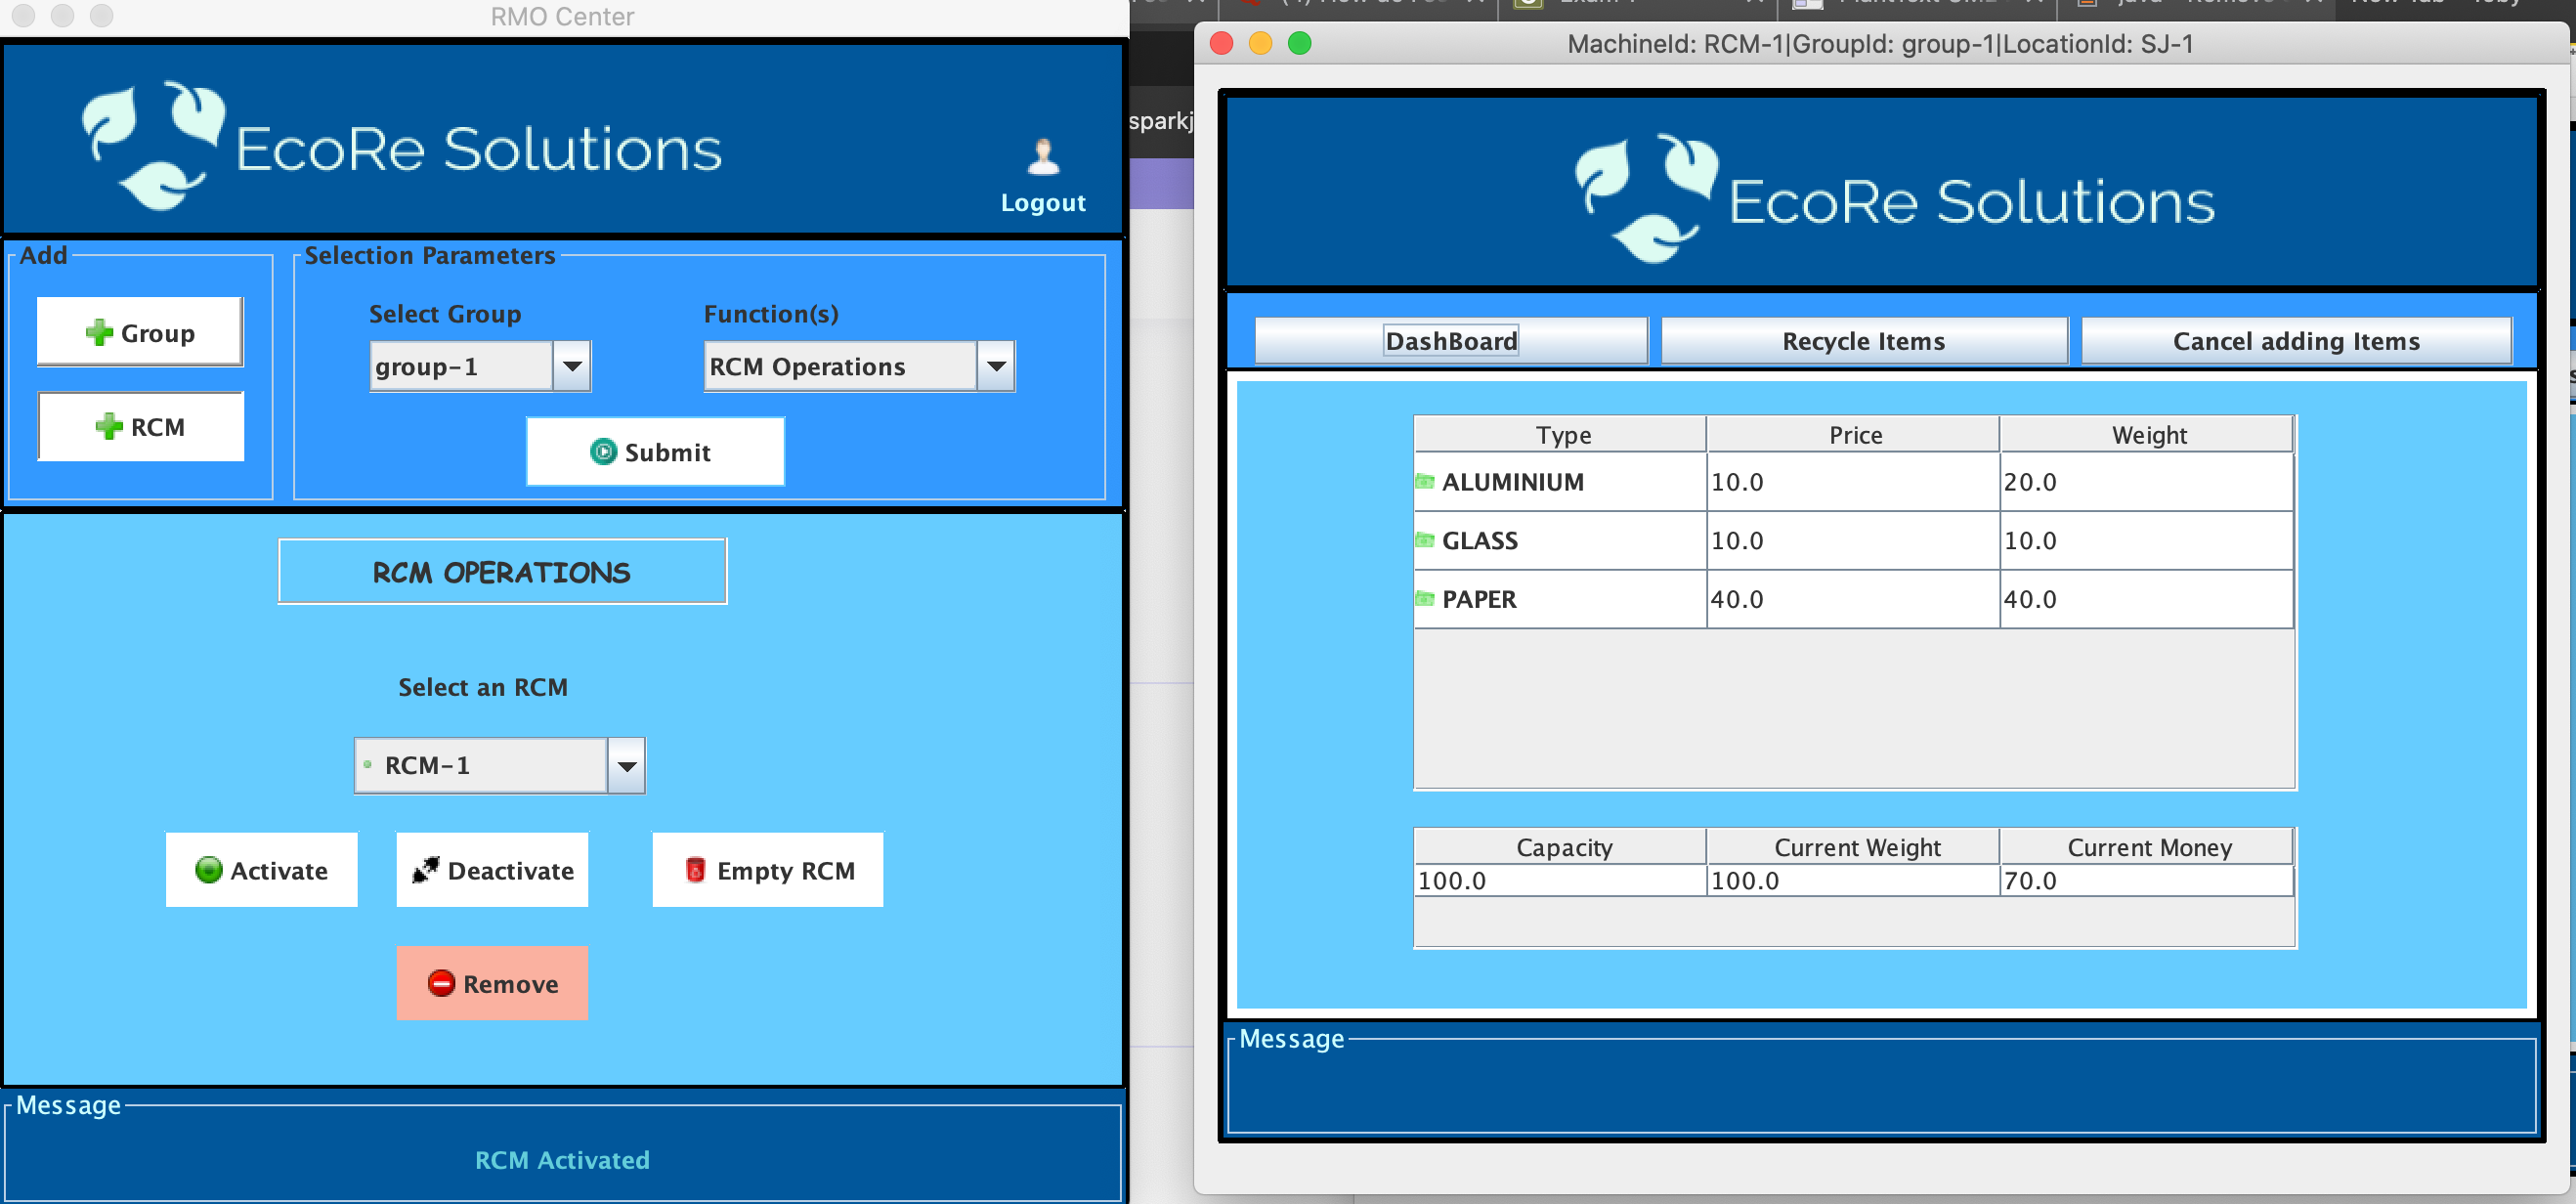 RMO Center
EcoRe Solutions
Logout
Add
Group
RCM
Selection Parameters
Select Group
Function(s)
group-1
RCM Operations
Submit
RCM OPERATIONS
Select an RCM
RCM-1
Activate
Deactivate
Empty RCM
Remove
Message
RCM Activated
sparkj
MachineId: RCM-1|GroupId: group-1|LocationId: SJ-1
EcoRe Solutions
DashBoard
Recycle Items
Cancel adding Items
Type Price Weight
ALUMINIUM 10.0 20.0
GLASS 10.0 10.0
PAPER 40.0 40.0
Capacity Current Weight Current Money
100.0 100.0 70.0
Message